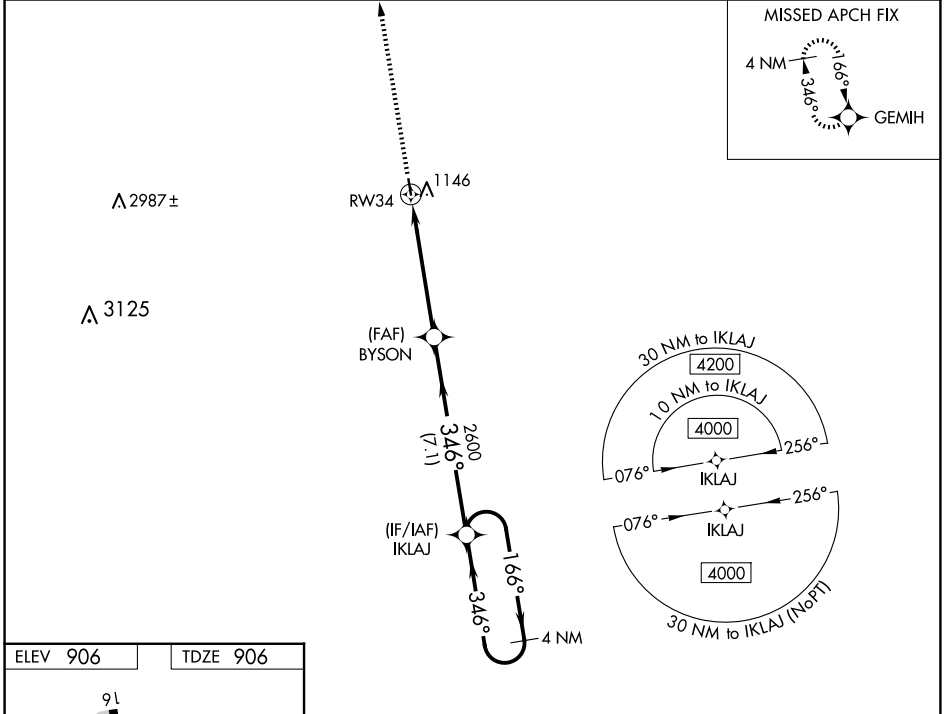 MISSED APCH FIX
4 NM
346°
166°
GEMIH
2987±
RW34
1146
3125
(FAF)
BYSON
2600
346°
(7.1)
(IF/IAF)
IKLAJ
166°
346°
4 NM
30 NM to IKLAJ
4200
10 NM to IKLAJ
4000
076°
256°
IKLAJ
076°
256°
IKLAJ
4000
30 NM to IKLAJ (NoPT)
ELEV 906
TDZE 906
16